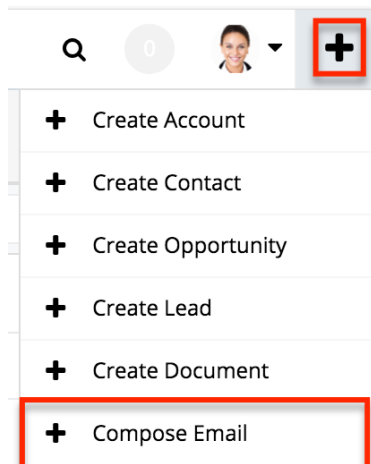 0
Create Account
Create Contact
Create Opportunity
Create Lead
Create Document
Compose Email